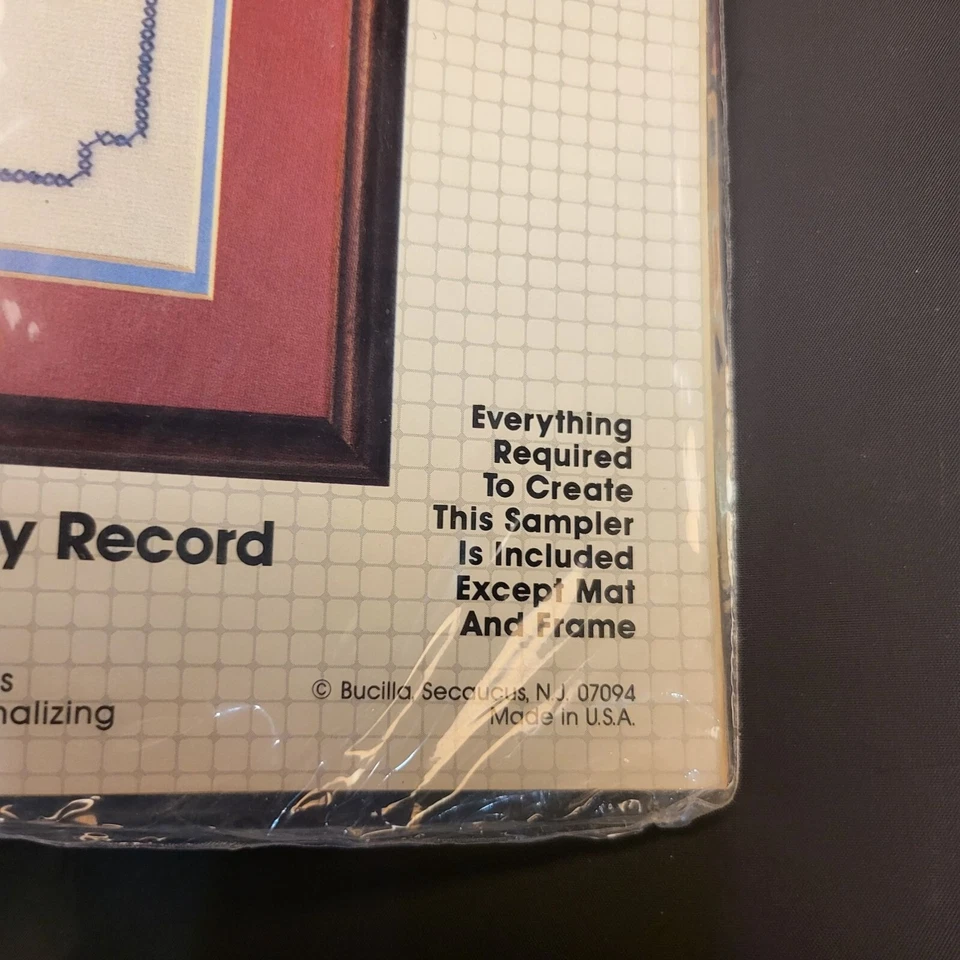 Everything
Required
To Create
This Sampler
Is Included
Except Mat
And Frame
y Record
s
nalizing
© Bucilla, Secaucus, N.J. 07094
Made in U.S.A.